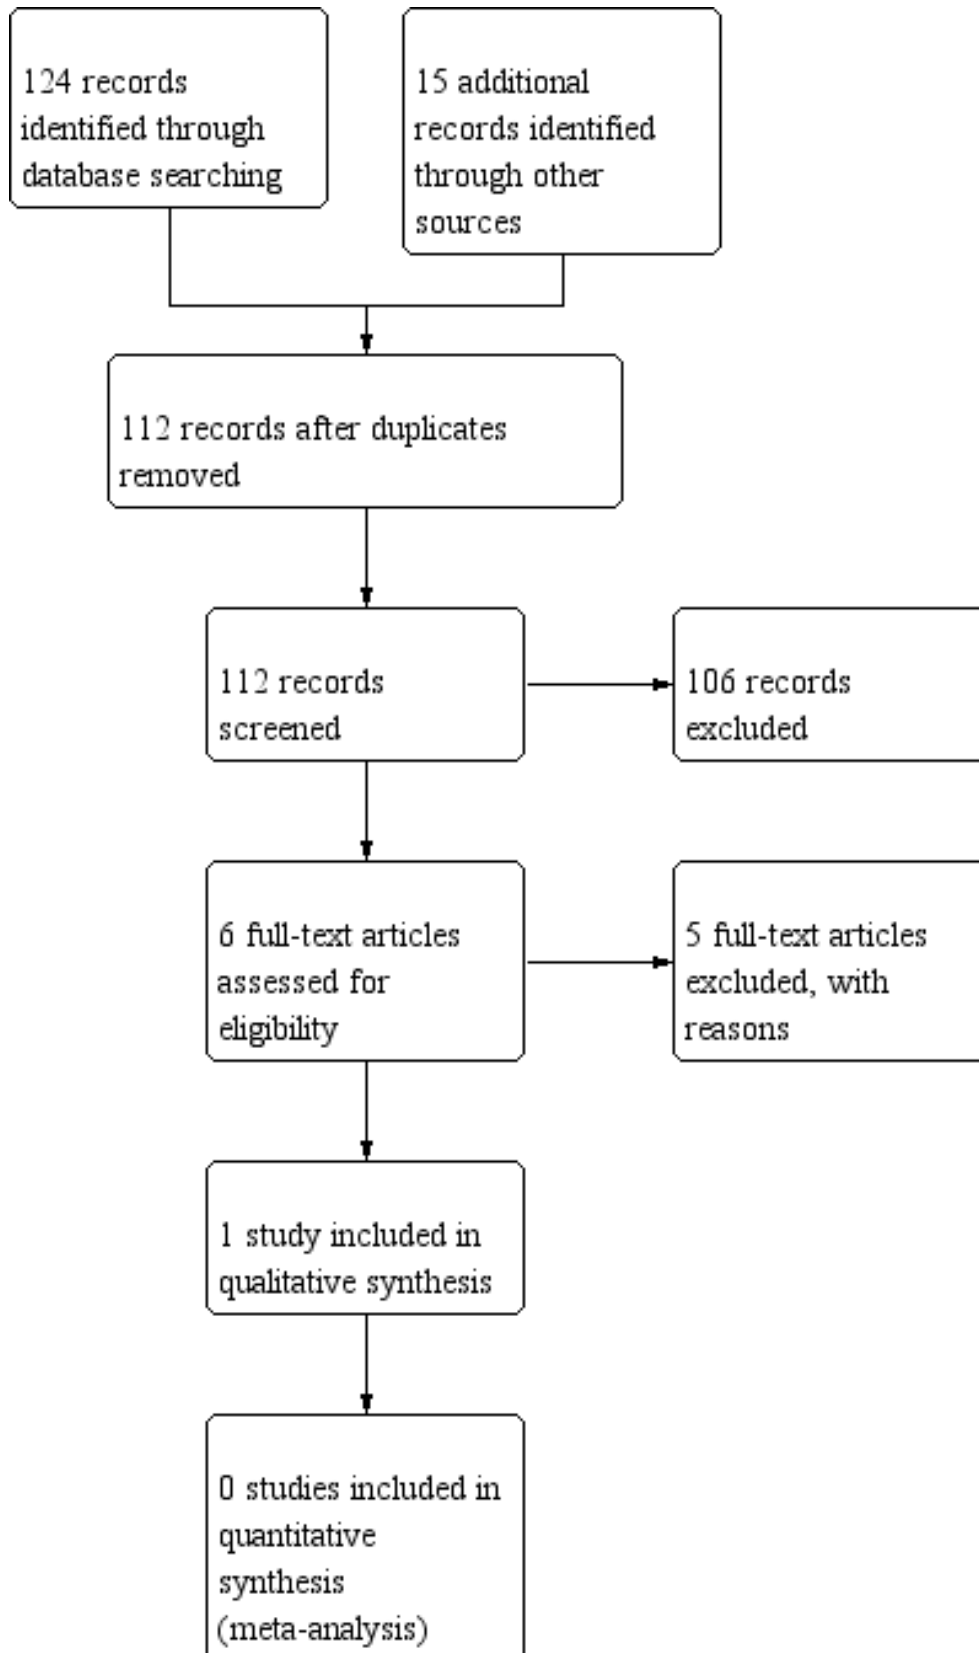 124 records
identified through
database searching
15 additional
records identified
through other
sources
112 records after duplicates
removed
112 records
screened
106 records
excluded
6 full-text articles
assessed for
eligibility
5 full-text articles
excluded, with
reasons
1 study included in
qualitative synthesis
0 studies included in
quantitative
synthesis
(meta-analysis)